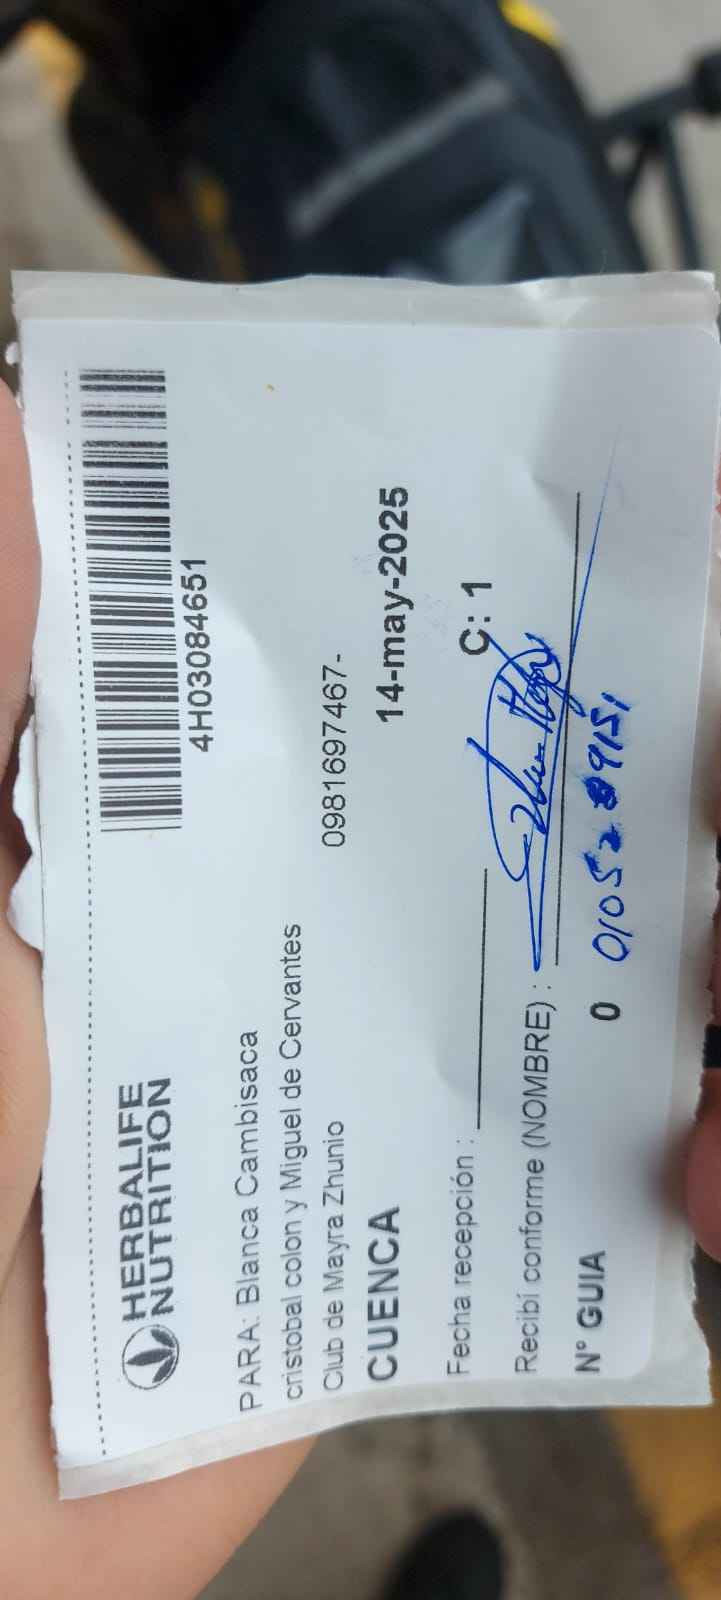 HERBALIFE
NUTRITION
4H03084651
PARA: Blanca Cambisaca
cristobal colon y Miguel de Cervantes
Club de Mayra Zhunio
0981697467-
CUENCA
14-may-2025
Fecha recepción :
C: 1
Recibí conforme (NOMBRE) :
N° GUIA
0